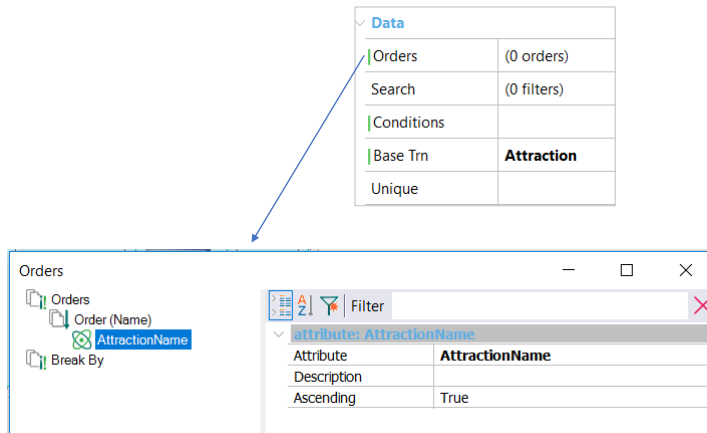 Data
Orders (0 orders)
Search (0 filters)
Conditions
Base Trn Attraction
Unique
Orders
Orders
Order (Name)
AttractionName
Break By
Filter
attribute: AttractionName
Attribute AttractionName
Description
Ascending True